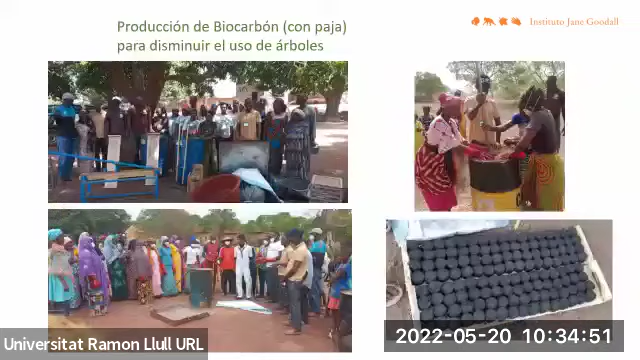 Producción de Biocarbón (con paja)
para disminuir el uso de árboles
Instituto Jane Goodall
Universitat Ramon Llull URL
2022-05-20 10:34:51